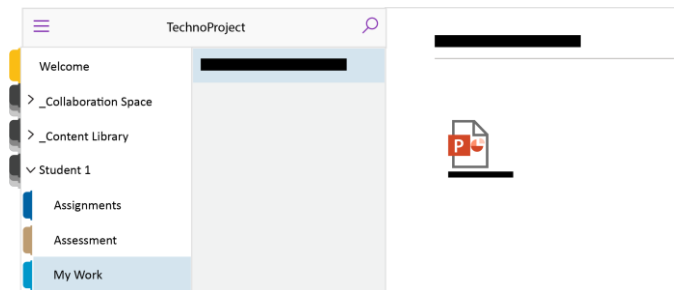 TechnoProject
Welcome
_Collaboration Space
_Content Library
Student 1
Assignments
Assessment
My Work
P